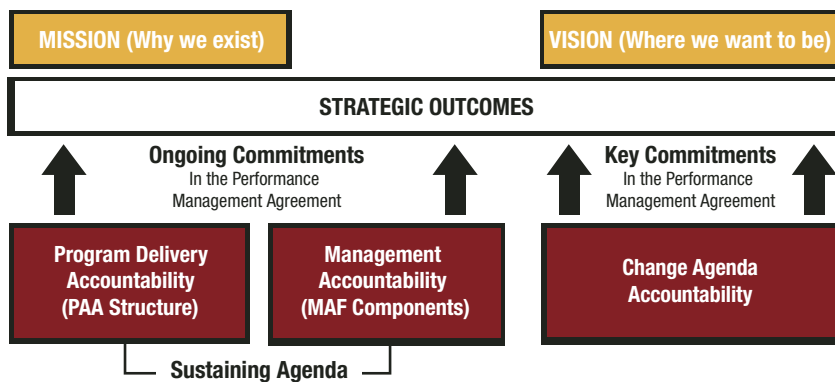 MISSION (Why we exist)
VISION (Where we want to be)
STRATEGIC OUTCOMES
Ongoing Commitments
In the Performance
Management Agreement
Key Commitments
In the Performance
Management Agreement
Program Delivery
Accountability
(PAA Structure)
Management
Accountability
(MAF Components)
Change Agenda
Accountability
Sustaining Agenda